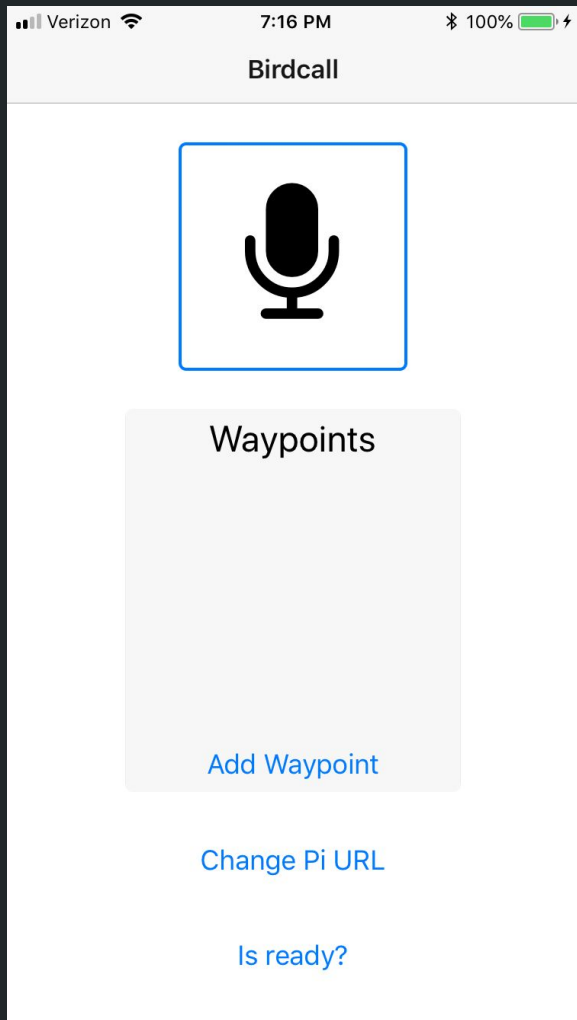 Verizon 7:16 PM 100%
Birdcall
Waypoints
Add Waypoint
Change Pi URL
Is ready?